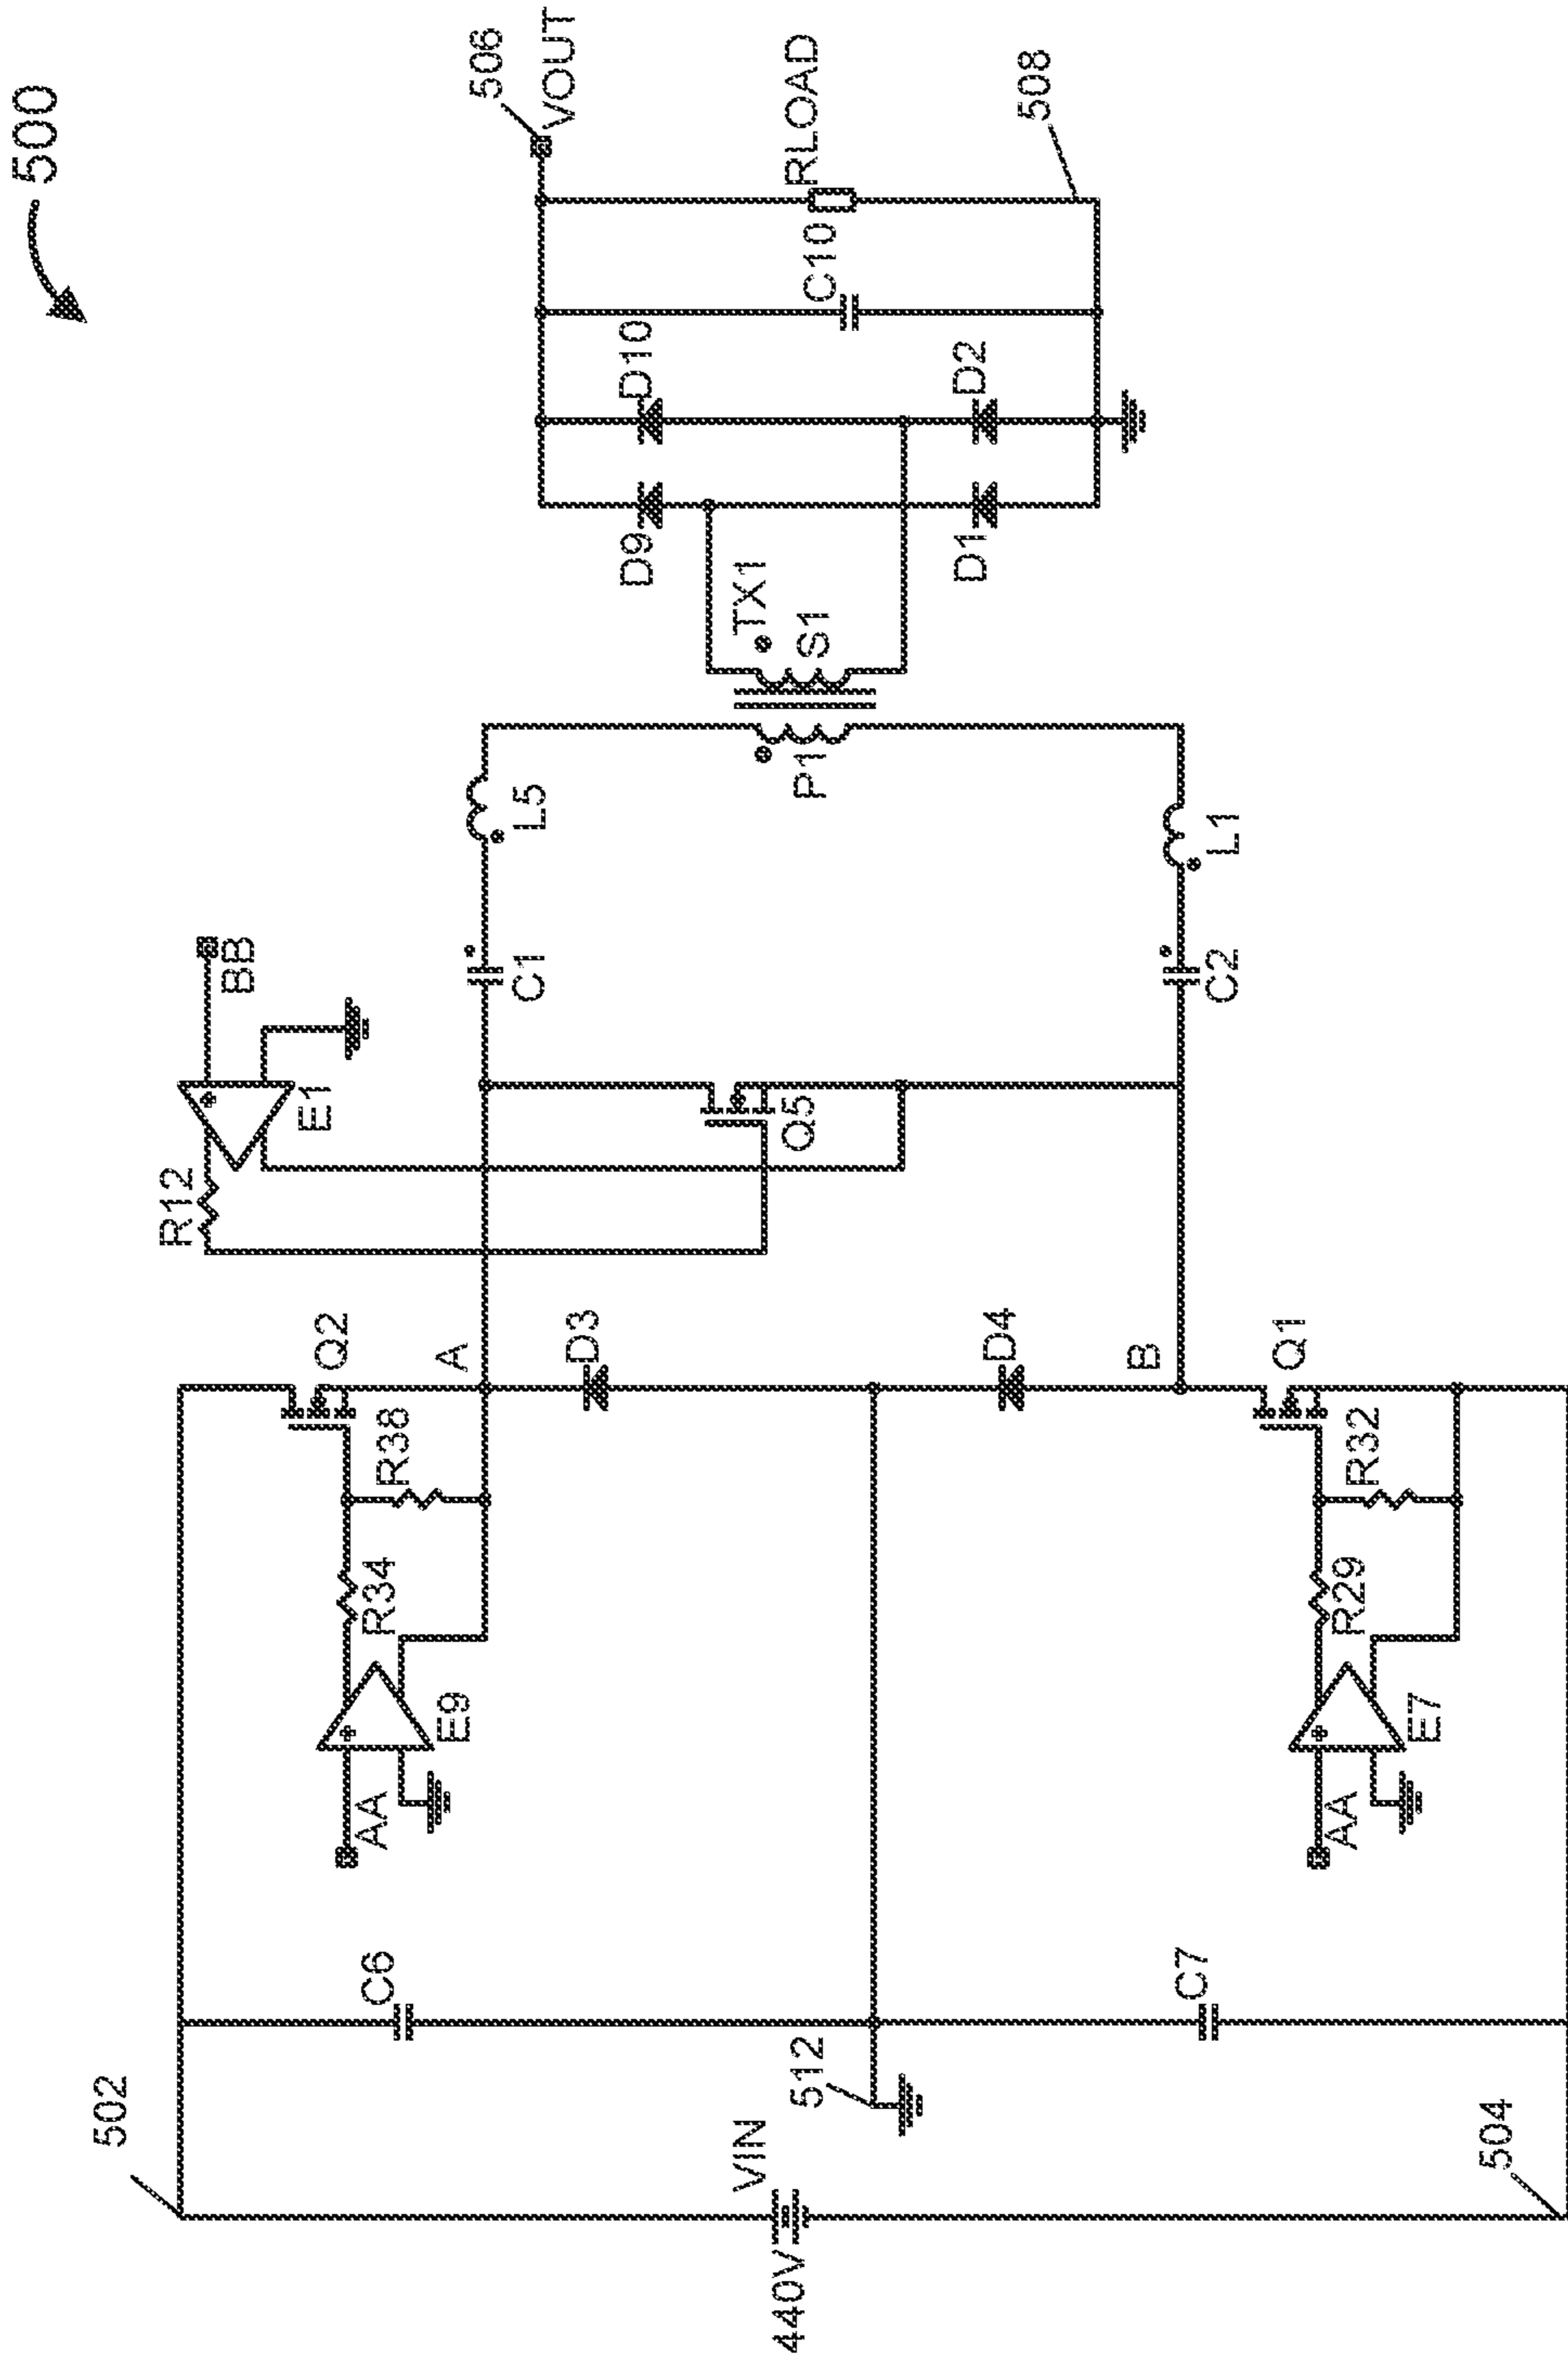 500
502
C6
AA
E9
R34
R38
Q2
A
R12
E1
BB
C1
L5
506
VOUT
440V
VIN
512
D3
Q5
P1
S1
TX1
D9
D10
C10
RLOAD
D4
D1
D2
508
B
C2
L1
504
C7
AA
E7
R29
R32
Q1